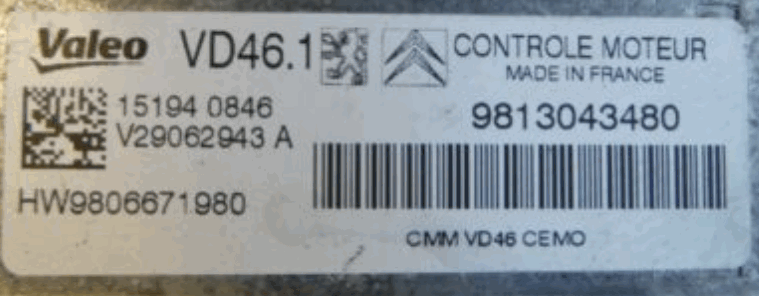 Valeo VD46.1 CONTROLE MOTEUR
MADE IN FRANCE
15194 0846
V29062943 A
9813043480
HW9806671980
CMM VD46 CEMO